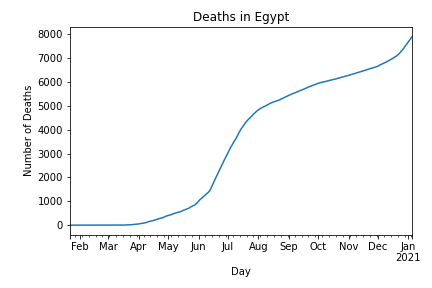 Deaths in Egypt
8000
7000
6000
5000
4000
3000
2000
1000
0
Number of Deaths
Feb Mar Apr May Jun Jul Aug Sep Oct Nov Dec Jan
2021
Day